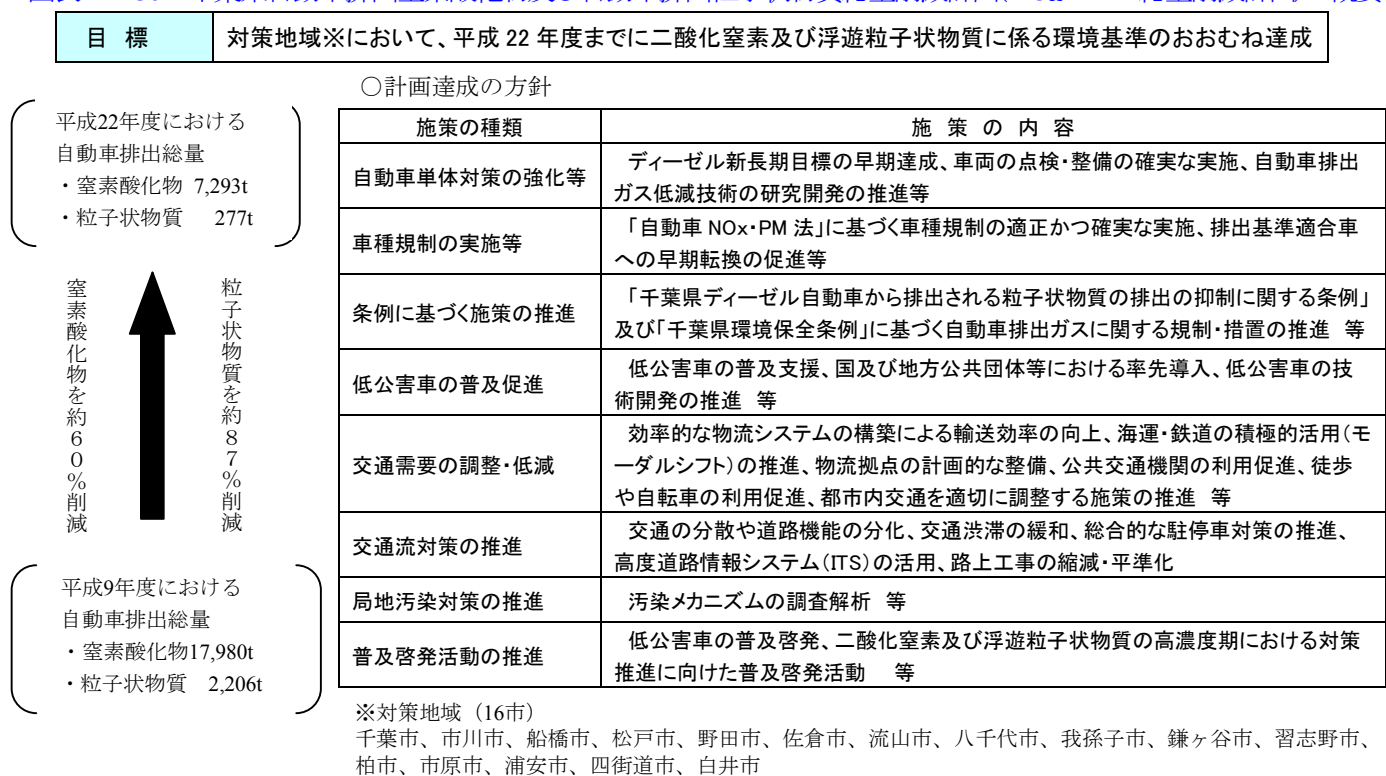 目 標 対策地域※において、平成 22 年度までに二酸化窒素及び浮遊粒子状物質に係る環境基準のおおむね達成
○計画達成の方針
平成22年度における
自動車排出総量
・窒素酸化物 7,293t
・粒子状物質 277t
窒素酸化物を約60%削減
粒子状物質を約87%削減
平成9年度における
自動車排出総量
・窒素酸化物17,980t
・粒子状物質 2,206t
施策の種類 施 策 の 内 容
自動車単体対策の強化等 ディーゼル新長期目標の早期達成、車両の点検・整備の確実な実施、自動車排出
ガス低減技術の研究開発の推進等
車種規制の実施等 「自動車 NOx・PM 法」に基づく車種規制の適正かつ確実な実施、排出基準適合車
への早期転換の促進等
条例に基づく施策の推進 「千葉県ディーゼル自動車から排出される粒子状物質の排出の抑制に関する条例」
及び「千葉県環境保全条例」に基づく自動車排出ガスに関する規制・措置の推進 等
低公害車の普及促進 低公害車の普及支援、国及び地方公共団体等における率先導入、低公害車の技
術開発の推進 等
交通需要の調整・低減 効率的な物流システムの構築による輸送効率の向上、海運・鉄道の積極的活用(モ
ーダルシフト)の推進、物流拠点の計画的な整備、公共交通機関の利用促進、徒歩
や自転車の利用促進、都市内交通を適切に調整する施策の推進 等
交通流対策の推進 交通の分散や道路機能の分化、交通渋滞の緩和、総合的な駐停車対策の推進、
高度道路情報システム(ITS)の活用、路上工事の縮減・平準化
局地汚染対策の推進 汚染メカニズムの調査解析 等
普及啓発活動の推進 低公害車の普及啓発、二酸化窒素及び浮遊粒子状物質の高濃度期における対策
推進に向けた普及啓発活動 等
※対策地域（16市）
千葉市、市川市、船橋市、松戸市、野田市、佐倉市、流山市、八千代市、我孫子市、鎌ヶ谷市、習志野市、
柏市、市原市、浦安市、四街道市、白井市